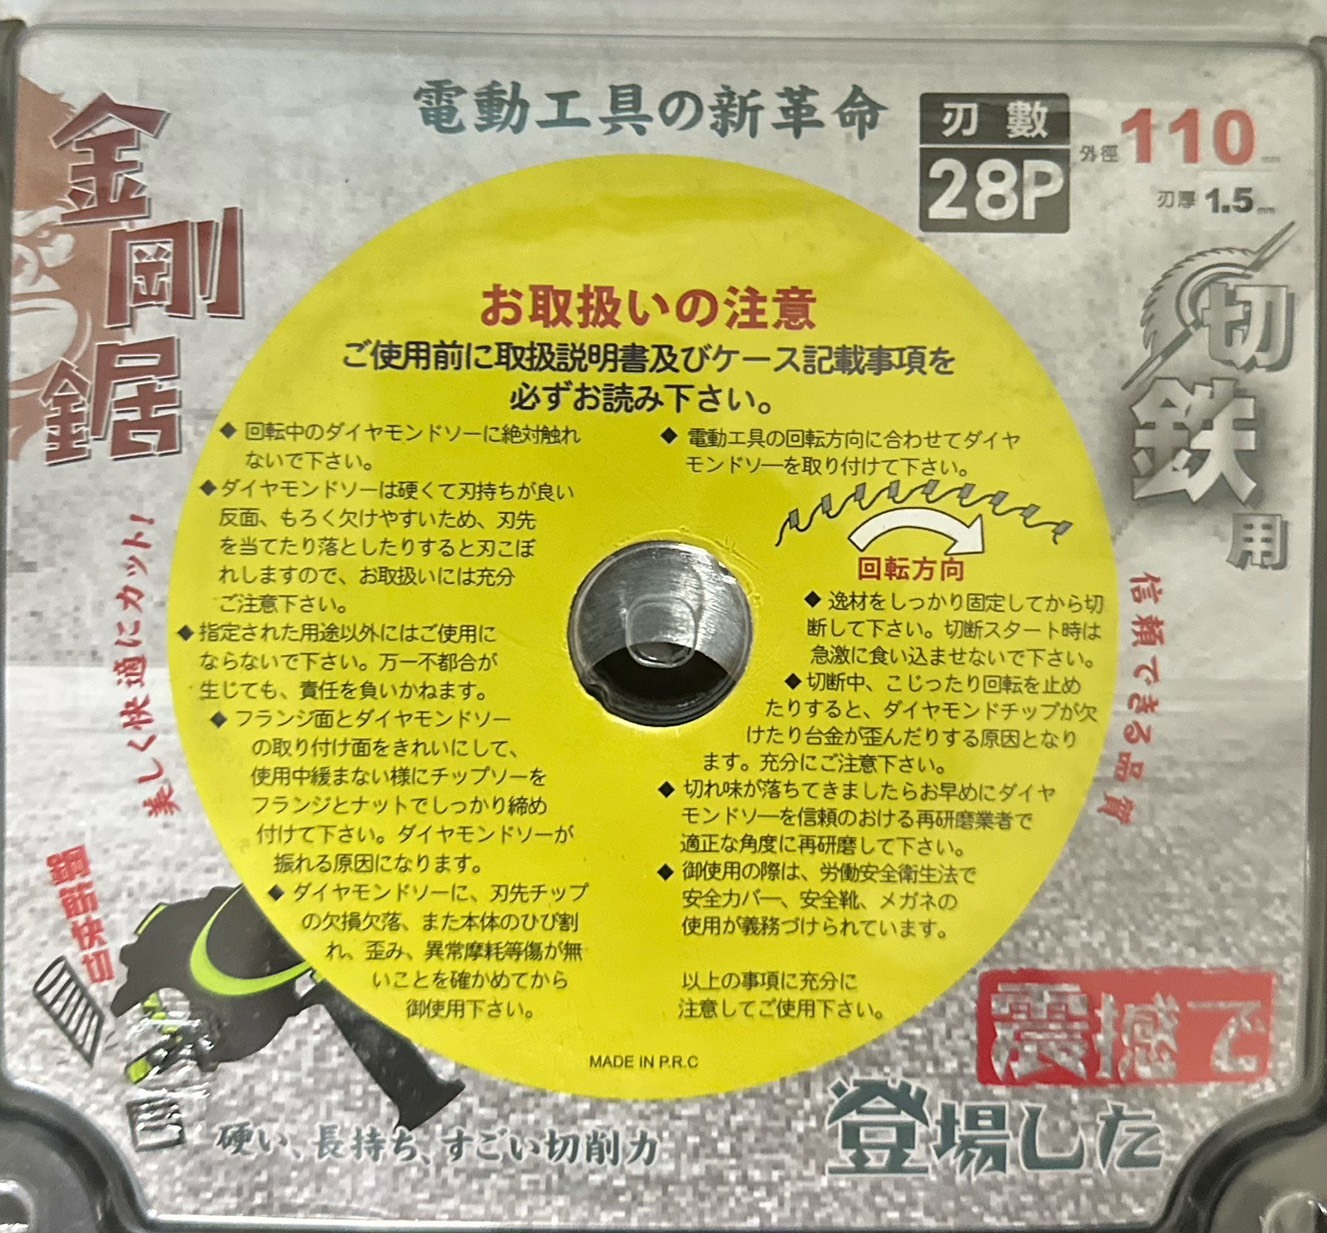 電動工具の新革命
刃數
28P
外徑 110 mm
刃厚 1.5 mm
金剛鋸
切鉄用
美しく快適にカット!
信頼できる品質
お取扱いの注意
ご使用前に取扱説明書及びケース記載事項を
必ずお読み下さい。
◆ 回転中のダイヤモンドソーに絶対触れ
ないで下さい。
◆ダイヤモンドソーは硬くて刃持ちが良い
反面、もろく欠けやすいため、刃先
を当てたり落としたりすると刃こぼ
れしますので、お取扱いには充分
ご注意下さい。
◆指定された用途以外にはご使用に
ならないで下さい。万一不都合が
生じても、責任を負いかねます。
◆ フランジ面とダイヤモンドソー
の取り付け面をきれいにして、
使用中緩まない様にチップソーを
フランジとナットでしっかり締め
付けて下さい。ダイヤモンドソーが
振れる原因になります。
◆ ダイヤモンドソーに、刃先チップ
の欠損欠落、また本体のひび割
れ、歪み、異常摩耗等傷が無
いことを確かめてから
御使用下さい。
◆ 電動工具の回転方向に合わせてダイヤ
モンドソーを取り付けて下さい。
回転方向
◆ 逸材をしっかり固定してから切
断して下さい。切断スタート時は
急激に食い込ませないで下さい。
◆切断中、こじったり回転を止め
たりすると、ダイヤモンドチップが欠
けたり台金が歪んだりする原因となり
ます。充分にご注意下さい。
◆ 切れ味が落ちてきましたらお早めにダイヤ
モンドソーを信頼のおける再研磨業者で
適正な角度に再研磨して下さい。
◆ 御使用の際は、労働安全衛生法で
安全カバー、安全靴、メガネの
使用が義務づけられています。
以上の事項に充分に
注意してご使用下さい。
MADE IN P.R.C
鋼筋快切
硬い、長持ち、すごい切削力
震撼で
登場した